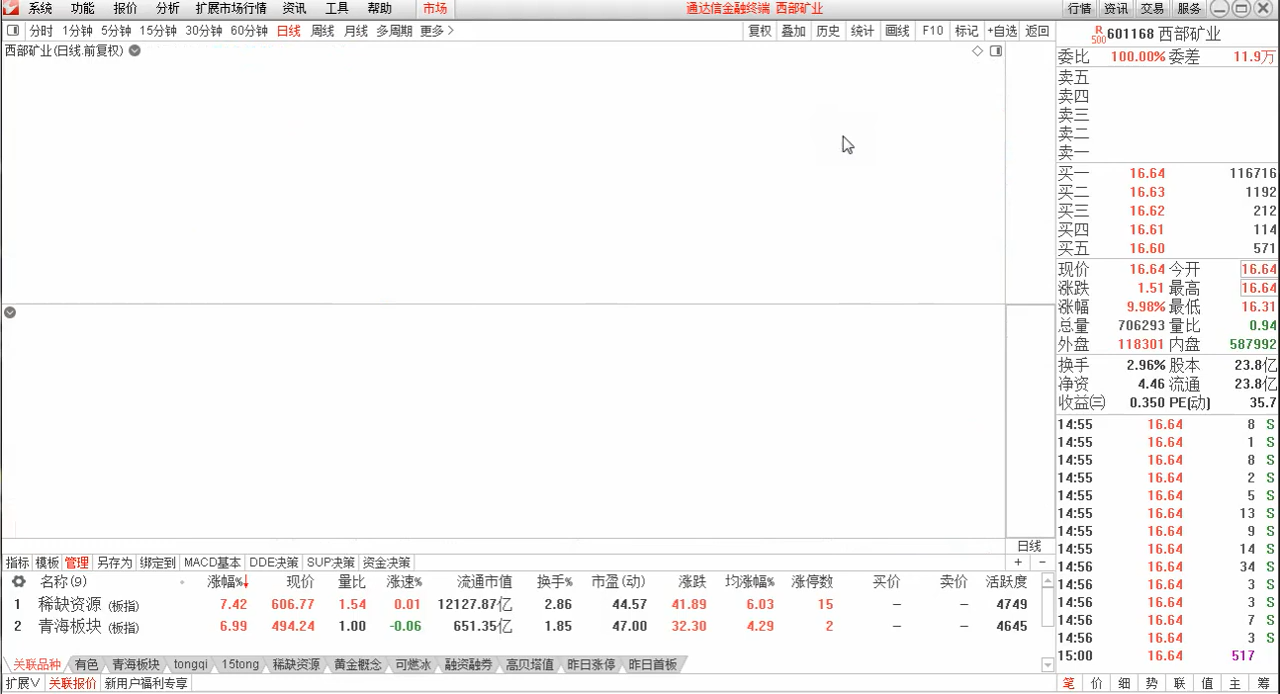 系统 功能 报价 分析 扩展市场行情 资讯 工具 帮助 市场 通达信金融终端 西部矿业 行情 资讯 交易 服务
分时 1分钟 5分钟 15分钟 30分钟 60分钟 日线 周线 月线 多周期 更多 复权 叠加 历史 统计 画线 F10 标记 +自选 返回
西部矿业(日线.前复权)
R 500 601168 西部矿业
委比 100.00% 委差 11.9万
卖五
卖四
卖三
卖二
卖一
买一 16.64 116716
买二 16.63 1192
买三 16.62 212
买四 16.61 114
买五 16.60 571
现价 16.64 今开 16.64
涨跌 1.51 最高 16.64
涨幅 9.98% 最低 16.31
总量 706293 量比 0.94
外盘 118301 内盘 587992
换手 2.96% 股本 23.8亿
净资 4.46 流通 23.8亿
收益㈢ 0.350 PE(动) 35.7
14:55 16.64 8 S
14:55 16.64 1 S
14:55 16.64 8 S
14:55 16.64 2 S
14:55 16.64 5 S
14:55 16.64 13 S
14:55 16.64 9 S
14:55 16.64 14 S
14:56 16.64 34 S
14:56 16.64 3 S
14:56 16.64 3 S
14:56 16.64 7 S
14:56 16.64 3 S
15:00 16.64 517
笔 价 细 势 联 值 主 筹
日线
指标 模板 管理 另存为 绑定到 MACD基本 DDE决策 SUP决策 资金决策 + -
名称(9) 涨幅%↓ 现价 量比 涨速% 流通市值 换手% 市盈(动) 涨跌 均涨幅% 涨停数 买价 卖价 活跃度
1 稀缺资源 (板指) 7.42 606.77 1.54 0.01 12127.87亿 2.86 44.57 41.89 6.03 15 — — 4749
2 青海板块 (板指) 6.99 494.24 1.00 -0.06 651.35亿 1.85 47.00 32.30 4.29 2 — — 4645
关联品种 有色 青海板块 tongqi 15tong 稀缺资源 黄金概念 可燃冰 融资融券 高贝塔值 昨日涨停 昨日首板
扩展∨ 关联报价 新用户福利专享